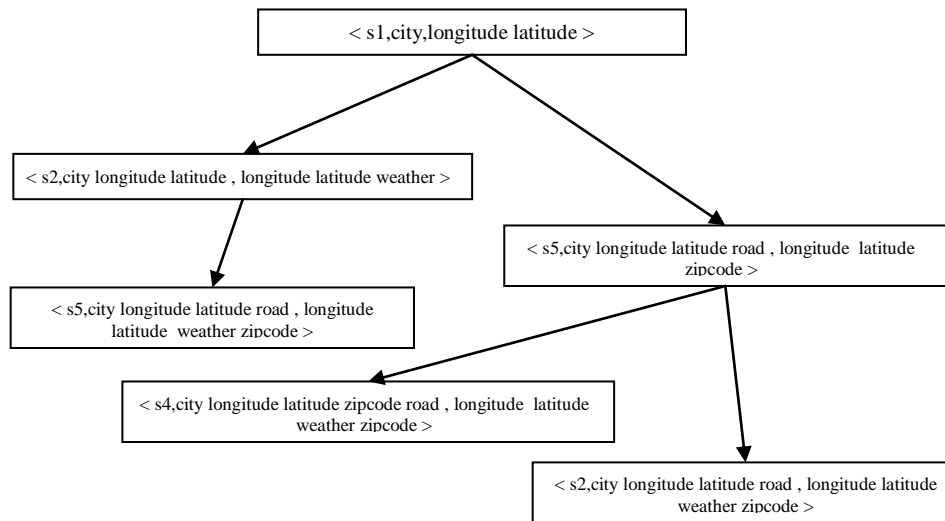 < s1,city,longitude latitude >
< s2,city longitude latitude , longitude latitude weather >
< s5,city longitude latitude road , longitude latitude
zipcode >
< s5,city longitude latitude road , longitude
latitude weather zipcode >
< s4,city longitude latitude zipcode road , longitude latitude
weather zipcode >
< s2,city longitude latitude road , longitude latitude
weather zipcode >